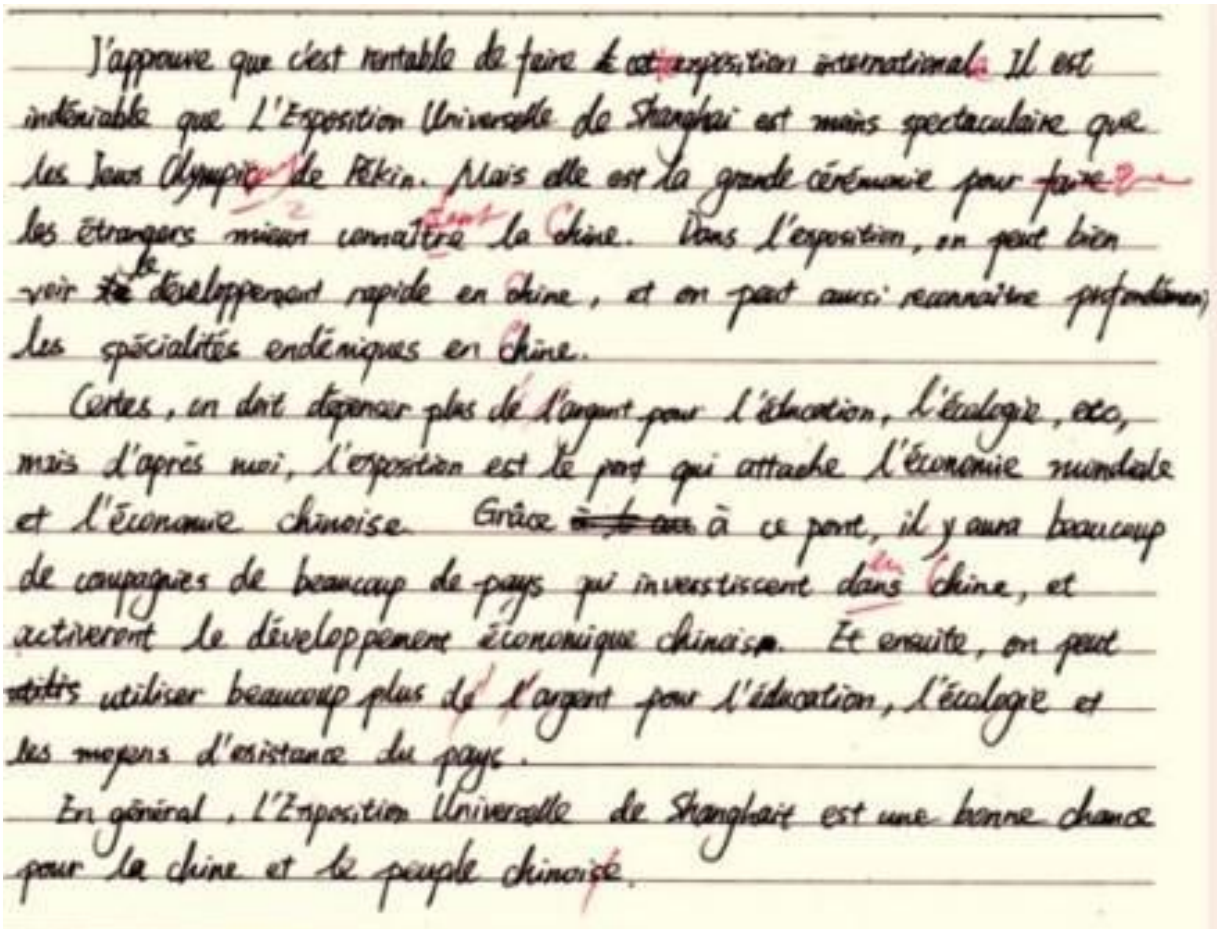 J'approuve que c'est rentable de faire cet exposition international. Il est
indéniable que L'Exposition Universelle de Shanghai est moins spectaculaire que
les Jeux Olympic de Pékin. Mais elle est la grande cérémonie pour faire
les étrangers mieux connaître la Chine. Dans l'exposition, on peut bien
voir le développement rapide en chine, et on peut aussi reconnaître profondément
les spécialités endémiques en Chine.
Certes, on doit dépenser plus de l'argent pour l'éducation, l'écologie, etc,
mais d'après moi, l'exposition est le pont qui attache l'économie mondiale
et l'économie chinoise. Grâce à ce pont, il y aura beaucoup
de compagnies de beaucoup de pays qui inverstissent dans chine, et
activeront le développement économique chinois. Et ensuite, on peut
utiliser beaucoup plus de l'argent pour l'éducation, l'écologie et
les moyens d'existance du pays.
En général, L'Exposition Universelle de Shanghait est une bonne chance
pour la chine et le peuple chinoise.